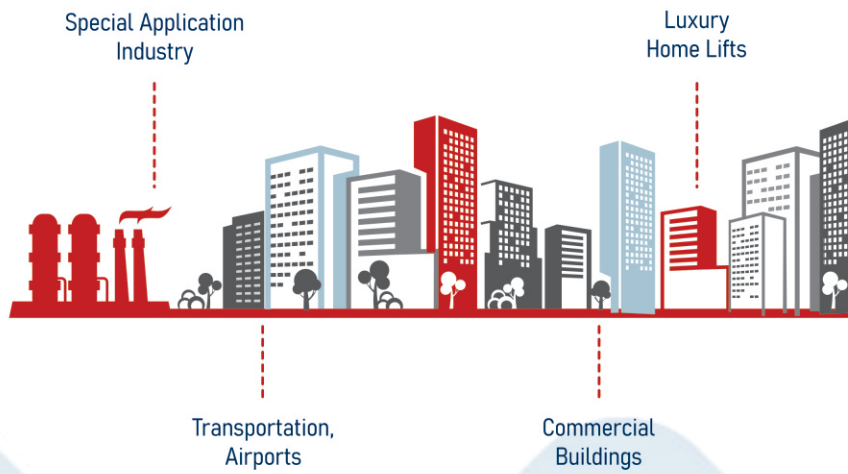 Special Application
Industry
Luxury
Home Lifts
Transportation,
Airports
Commercial
Buildings